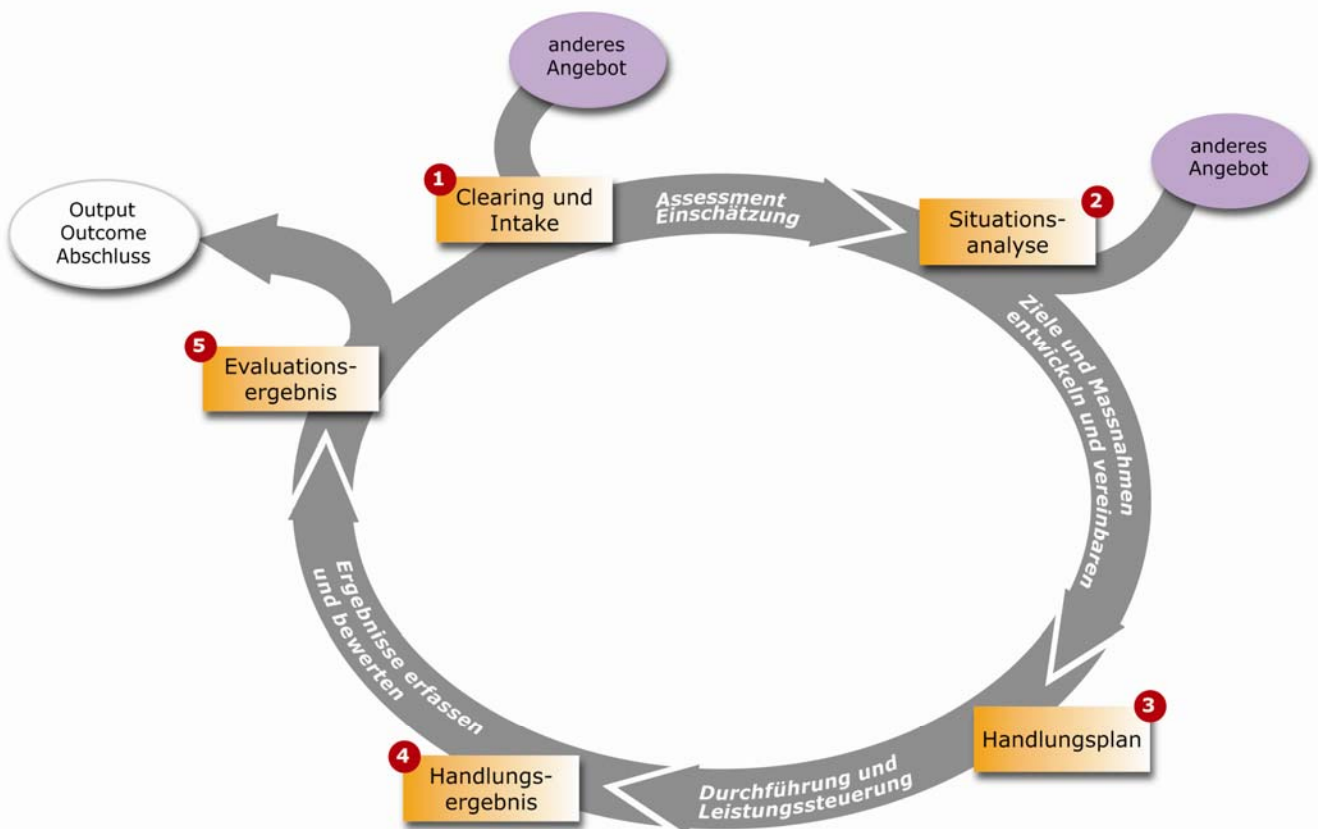 anderes
Angebot
1
Clearing und
Intake
Assessment
Einschätzung
2
Situations-
analyse
anderes
Angebot
Ziele und Massnahmen
entwickeln und vereinbaren
3
Handlungsplan
Durchführung und
Leistungssteuerung
4
Handlungs-
ergebnis
Ergebnisse erfassen
und bewerten
5
Evaluations-
ergebnis
Output
Outcome
Abschluss